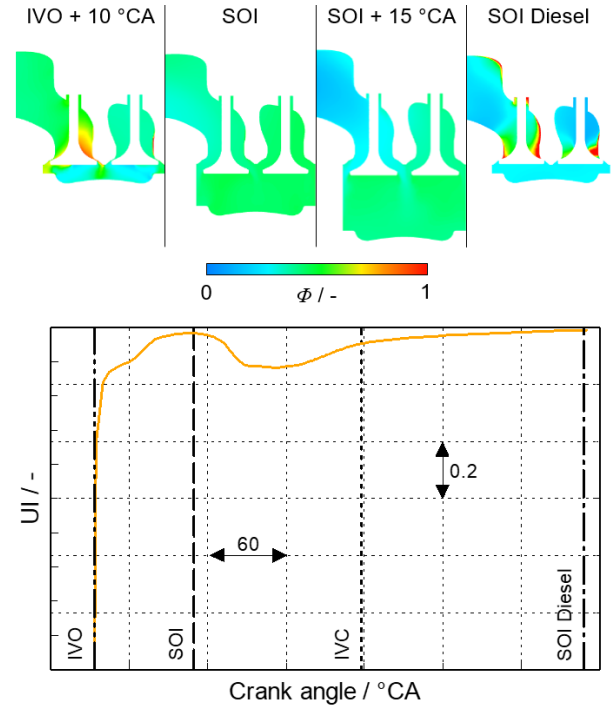 IVO + 10 °CA SOI SOI + 15 °CA SOI Diesel
0 Φ / - 1
UI / -
0.2
60
IVO
SOI
IVC
SOI Diesel
Crank angle / °CA